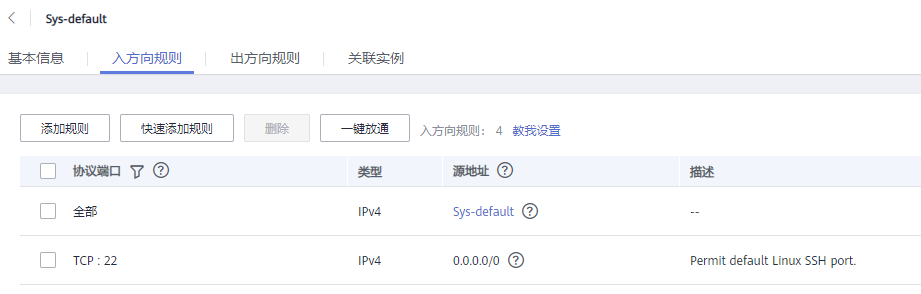 Sys-default
基本信息 入方向规则 出方向规则 关联实例
添加规则 快速添加规则 删除 一键放通 入方向规则： 4 教我设置
协议端口 类型 源地址 描述
全部 IPv4 Sys-default --
TCP : 22 IPv4 0.0.0.0/0 Permit default Linux SSH port.